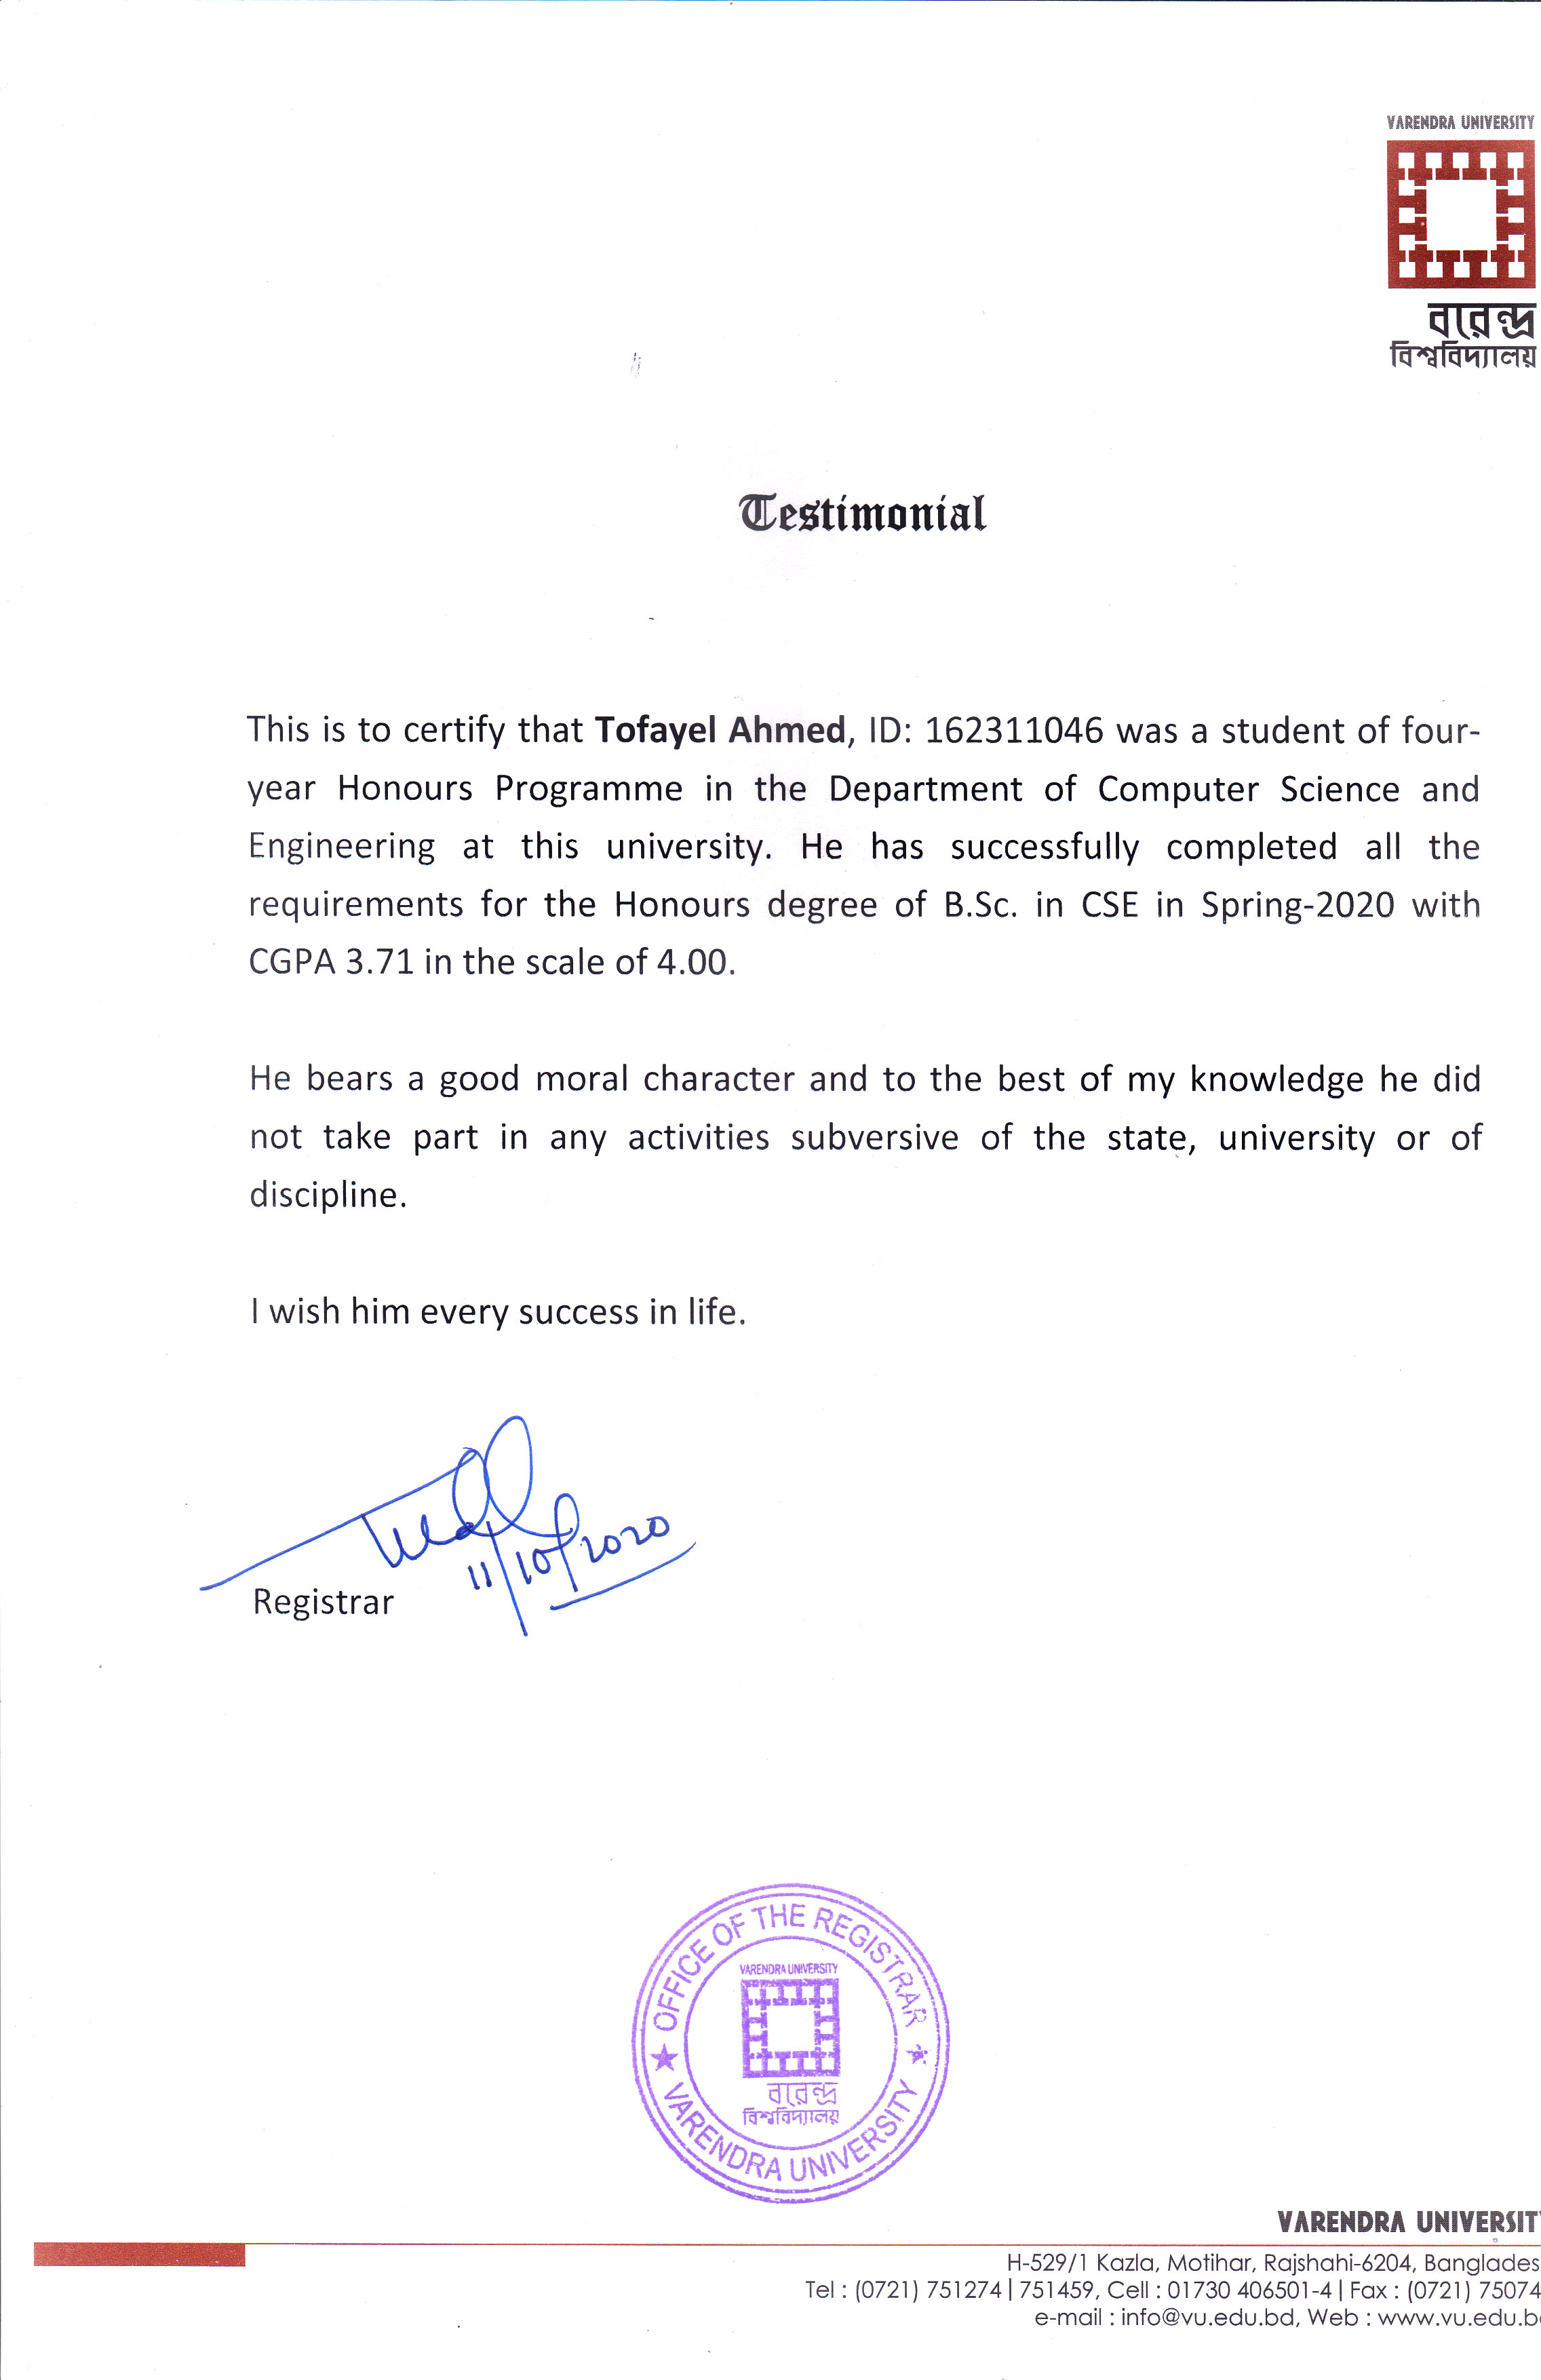 VARENDRA UNIVERSITY
বরেন্দ্র
বিশ্ববিদ্যালয়
Testimonial
This is to certify that Tofayel Ahmed, ID: 162311046 was a student of four-
year Honours Programme in the Department of Computer Science and
Engineering at this university. He has successfully completed all the
requirements for the Honours degree of B.Sc. in CSE in Spring-2020 with
CGPA 3.71 in the scale of 4.00.
He bears a good moral character and to the best of my knowledge he did
not take part in any activities subversive of the state, university or of
discipline.
I wish him every success in life.
11/10/2020
Registrar
OFFICE OF THE REGISTRAR
VARENDRA UNIVERSITY
বরেন্দ্র
বিশ্ববিদ্যালয়
VARENDRA UNIVERSITY
VARENDRA UNIVERSIT
H-529/1 Kazla, Motihar, Rajshahi-6204, Banglades
Tel : (0721) 751274 | 751459, Cell : 01730 406501-4 | Fax : (0721) 75074
e-mail : info@vu.edu.bd, Web : www.vu.edu.b